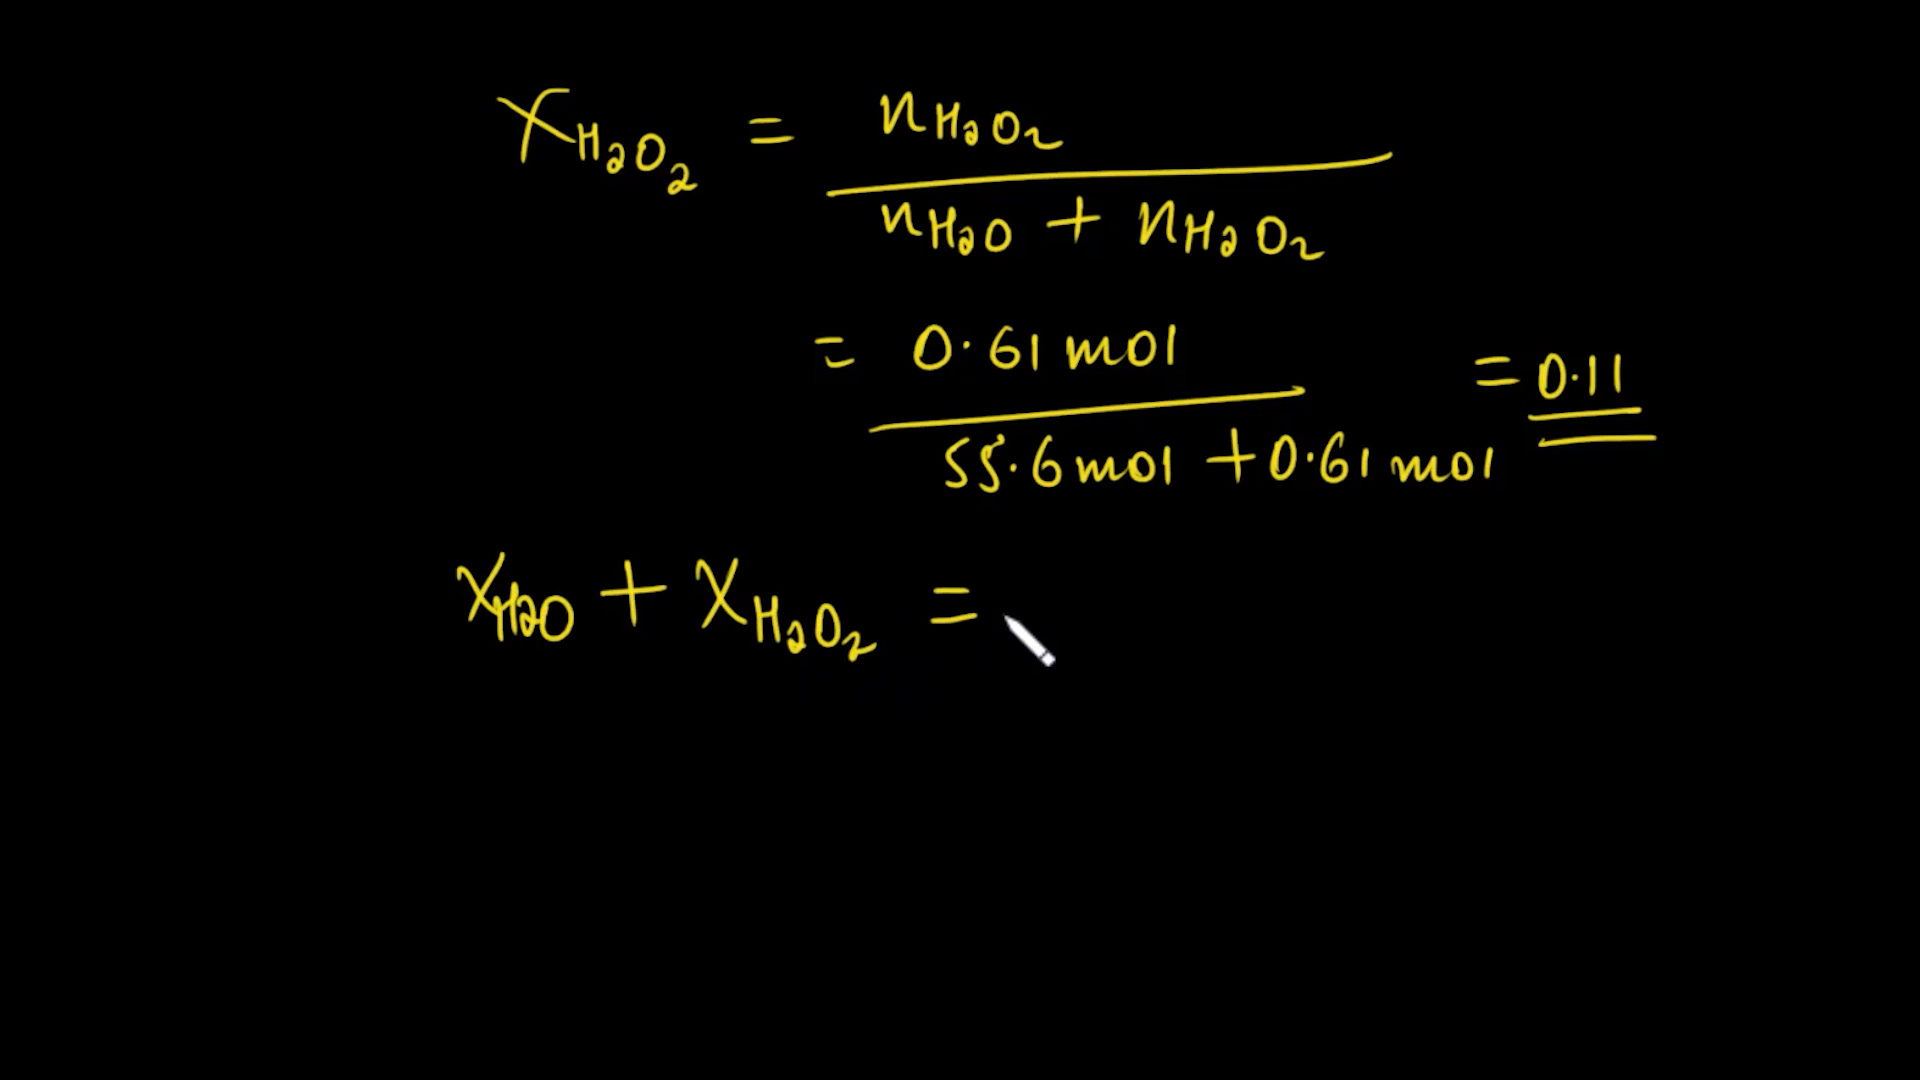 X_{H2O2} = n_{H2O2} / (n_{H2O} + n_{H2O2})
= 0.61 mol / (55.6 mol + 0.61 mol) = 0.11
X_{H2O} + X_{H2O2} =